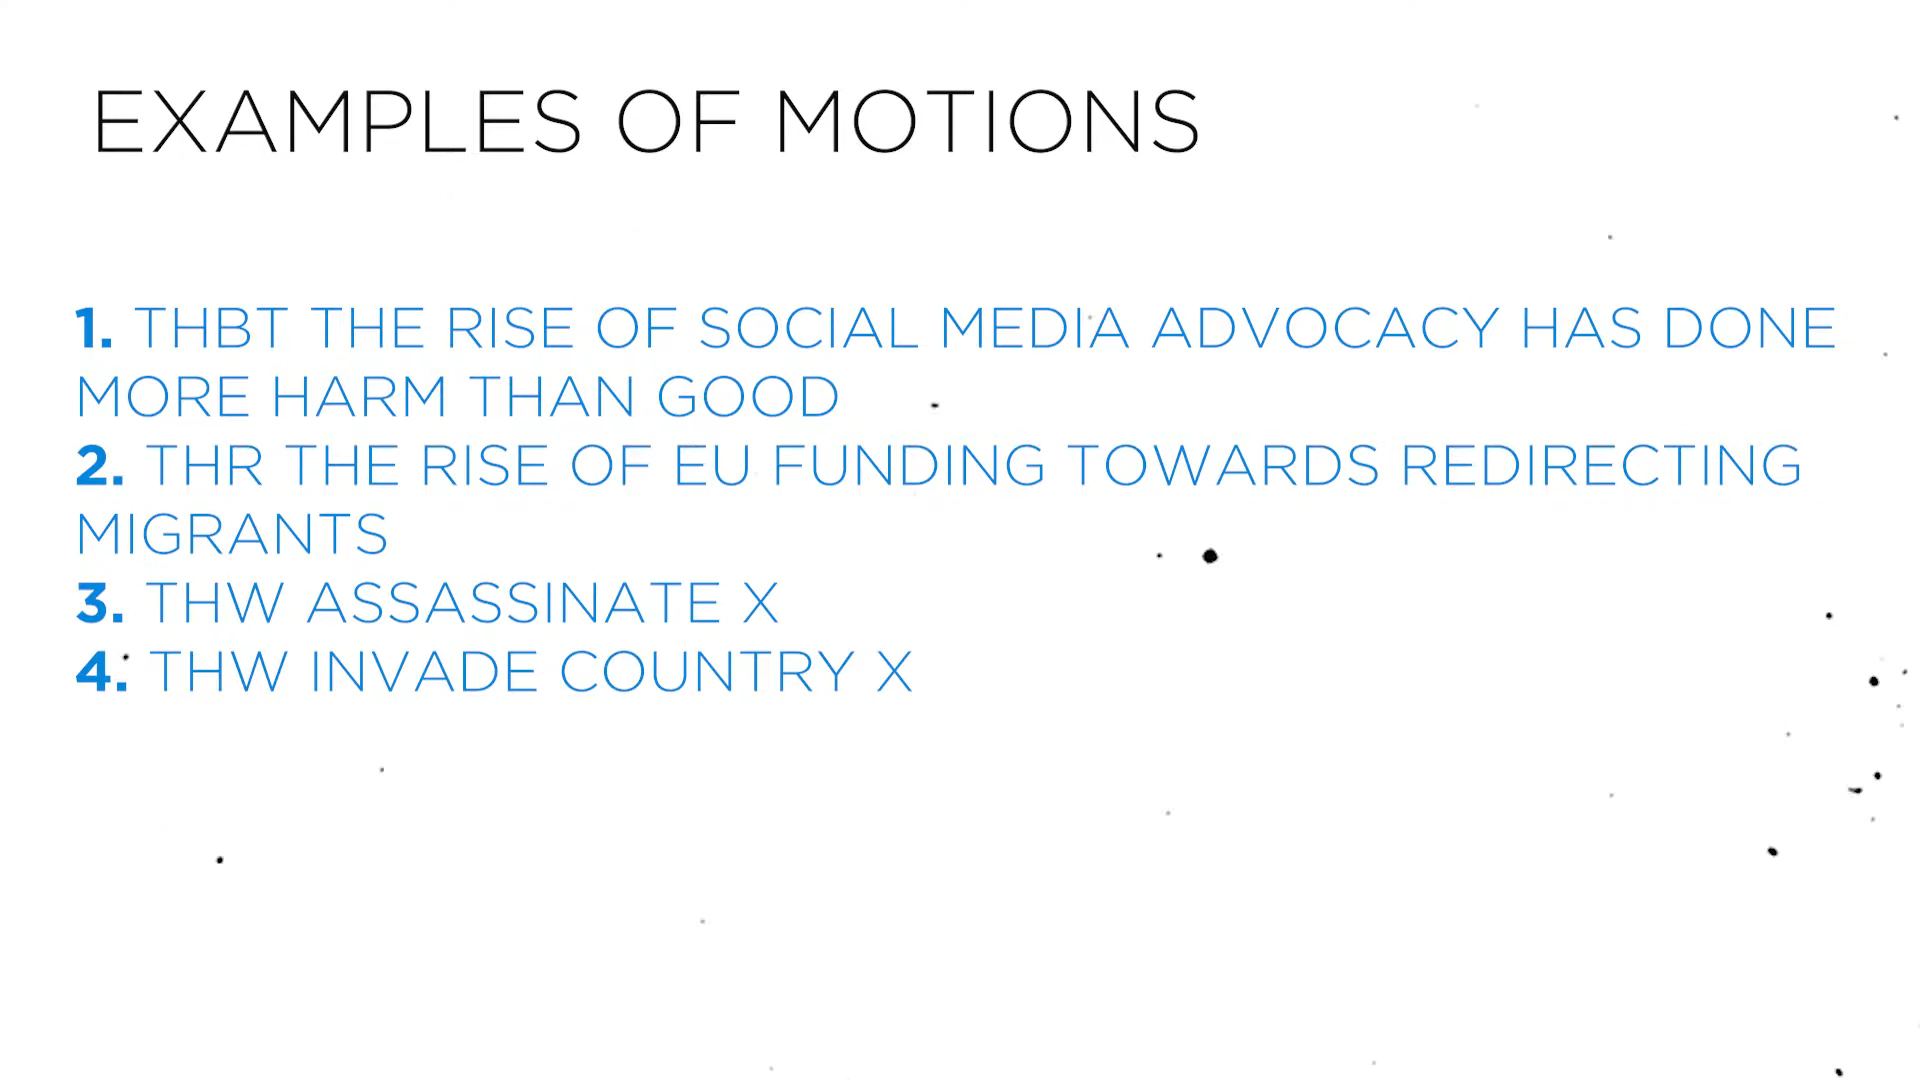 EXAMPLES OF MOTIONS
1. THBT THE RISE OF SOCIAL MEDIA ADVOCACY HAS DONE
MORE HARM THAN GOOD
2. THR THE RISE OF EU FUNDING TOWARDS REDIRECTING
MIGRANTS
3. THW ASSASSINATE X
4. THW INVADE COUNTRY X